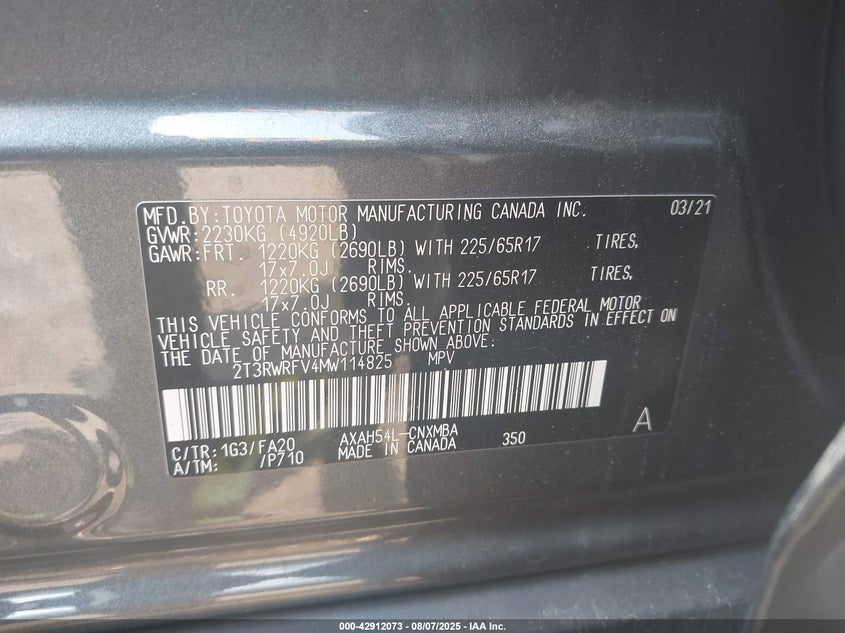 MFD.BY:TOYOTA MOTOR MANUFACTURING CANADA INC. 03/21
GVWR:2230KG (4920LB)
GAWR:FRT. 1220KG (2690LB) WITH 225/65R17 TIRES,
17x7.0J RIMS.
RR. 1220KG (2690LB) WITH 225/65R17 TIRES,
17x7.0J RIMS.
THIS VEHICLE CONFORMS TO ALL APPLICABLE FEDERAL MOTOR
VEHICLE SAFETY AND THEFT PREVENTION STANDARDS IN EFFECT ON
THE DATE OF MANUFACTURE SHOWN ABOVE.
2T3RWRFV4MW114825 MPV
C/TR:1G3/FA20 AXAH54L-CNXMBA 350 A
A/TM: /P710 MADE IN CANADA
000-42912073 - 08/07/2025 - IAA Inc.